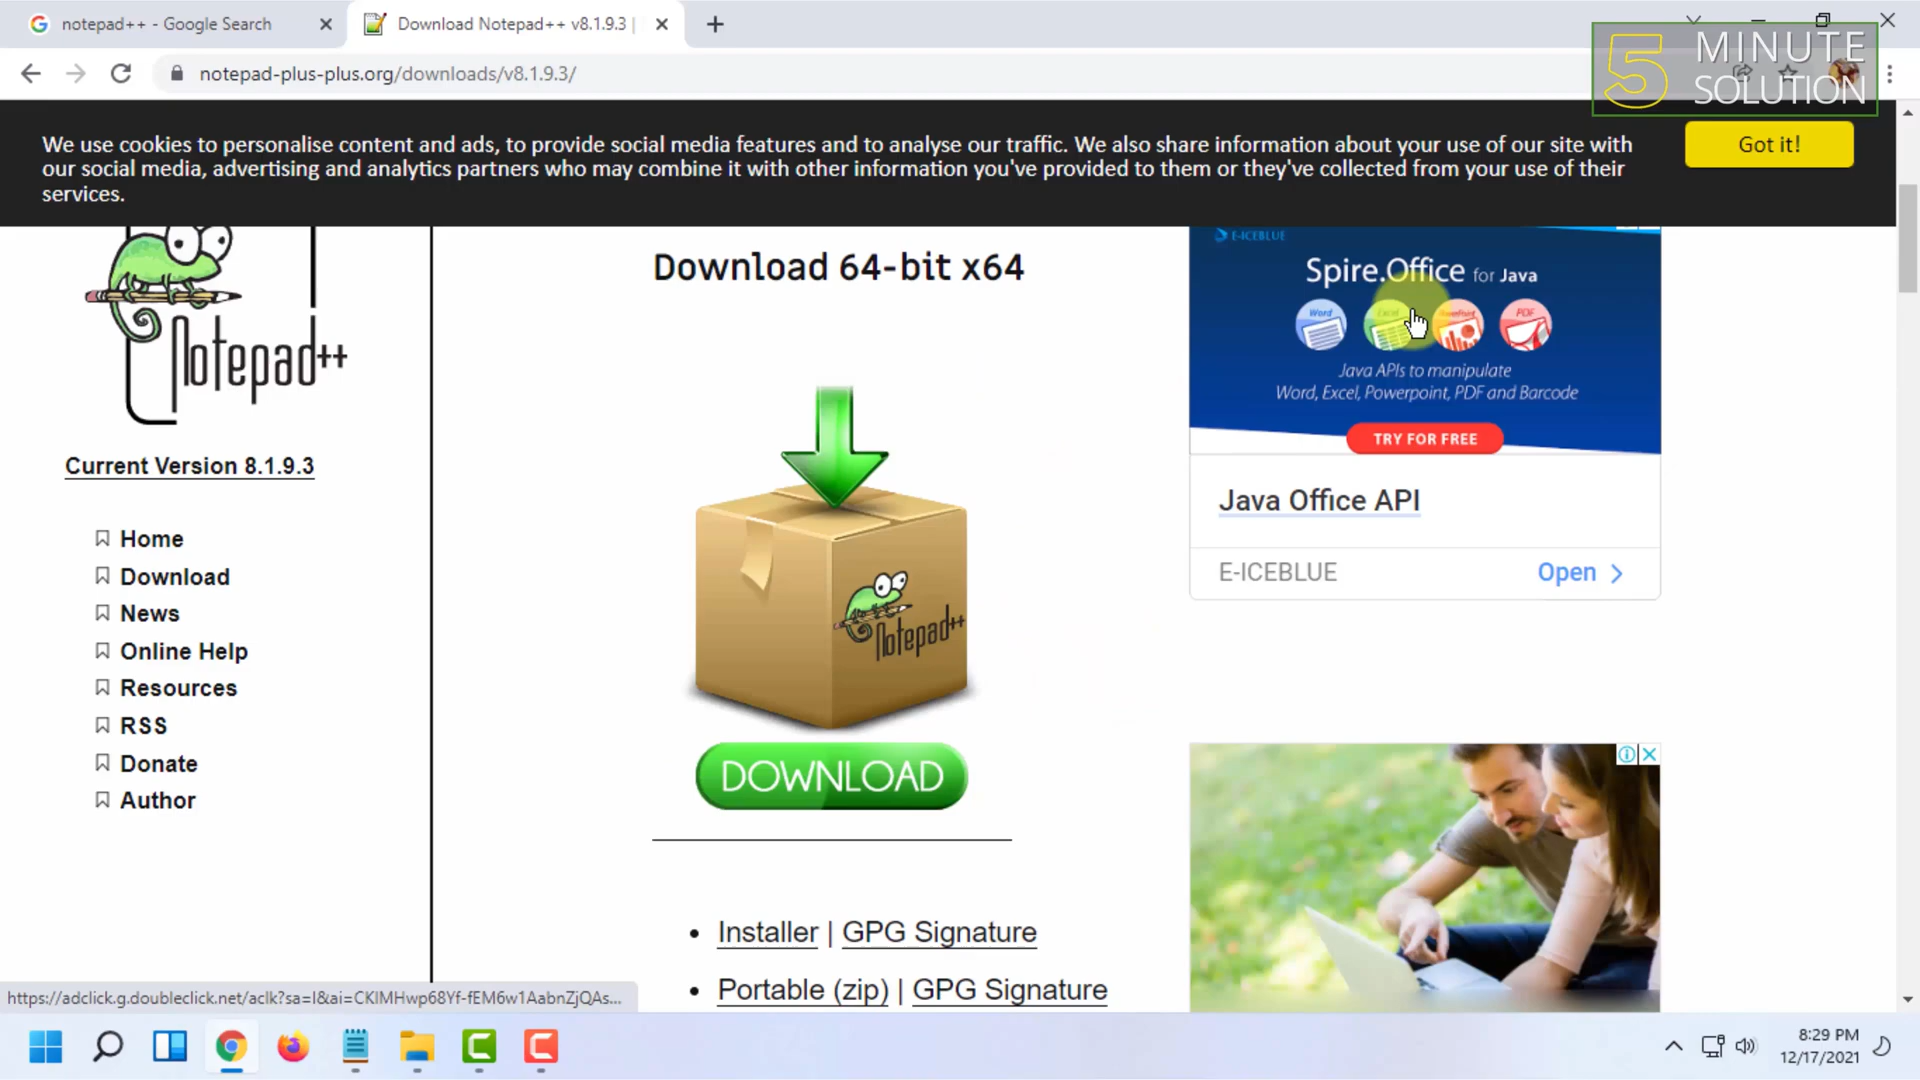 notepad++ - Google Search
Download Notepad++ v8.1.9.3 |
notepad-plus-plus.org/downloads/v8.1.9.3/
5 MINUTE
SOLUTION
We use cookies to personalise content and ads, to provide social media features and to analyse our traffic. We also share information about your use of our site with
our social media, advertising and analytics partners who may combine it with other information you've provided to them or they've collected from your use of their
services.
Got it!
Notepad++
Current Version 8.1.9.3
Home
Download
News
Online Help
Resources
RSS
Donate
Author
Download 64-bit x64
Notepad++
DOWNLOAD
Installer | GPG Signature
Portable (zip) | GPG Signature
E-ICEBLUE
Spire.Office for Java
Word Excel PowerPoint PDF
Java APIs to manipulate
Word, Excel, Powerpoint, PDF and Barcode
TRY FOR FREE
Java Office API
E-ICEBLUE
Open
https://adclick.g.doubleclick.net/aclk?sa=l&ai=CKIMHwp68Yf-fEM6w1AabnZjQAs...
8:29 PM
12/17/2021